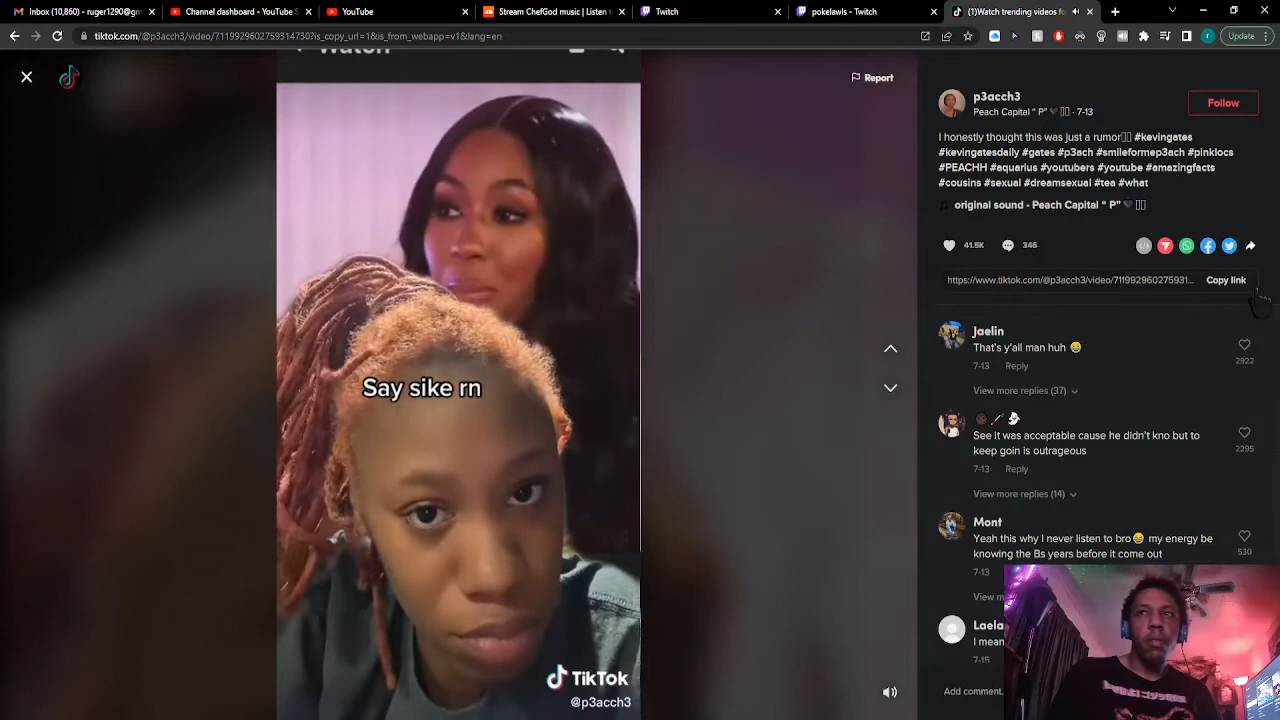 Inbox (10,860) - ruger1290@gm
Channel dashboard - YouTube S
YouTube
Stream ChefGod music | Listen t
Twitch
pokelawls - Twitch
(1)Watch trending videos fo
tiktok.com/@p3acch3/video/7119929602759314730?is_copy_url=1&is_from_webapp=v1&lang=en
r
Update
Watch
Report
p3acch3
Peach Capital “ P” · 7-13
Follow
I honestly thought this was just a rumor #kevingates
#kevingatesdaily #gates #p3ach #smileformep3ach #pinklocs
#PEACHH #aquarius #youtubers #youtube #amazingfacts
#cousins #sexual #dreamsexual #tea #what
original sound - Peach Capital “ P”
41.5K
346
https://www.tiktok.com/@p3acch3/video/711992960275931...
Copy link
Jaelin
That's y'all man huh 😂
7-13 Reply
2922
View more replies (37)
See it was acceptable cause he didn't kno but to
keep goin is outrageous
7-13 Reply
2295
View more replies (14)
Mont
Yeah this why I never listen to bro😂 my energy be
knowing the Bs years before it come out
530
7-13
View m
Laela
I mean
7-15
Add comment.
Say sike rn
TikTok
@p3acch3